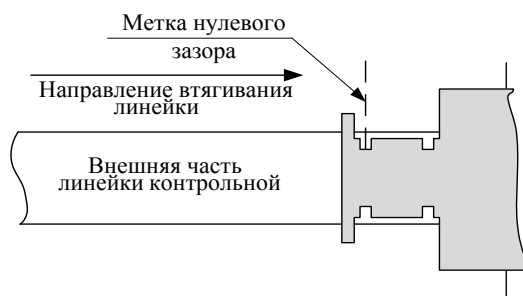 Метка нулевого
зазора
Направление втягивания
линейки
Внешняя часть
линейки контрольной